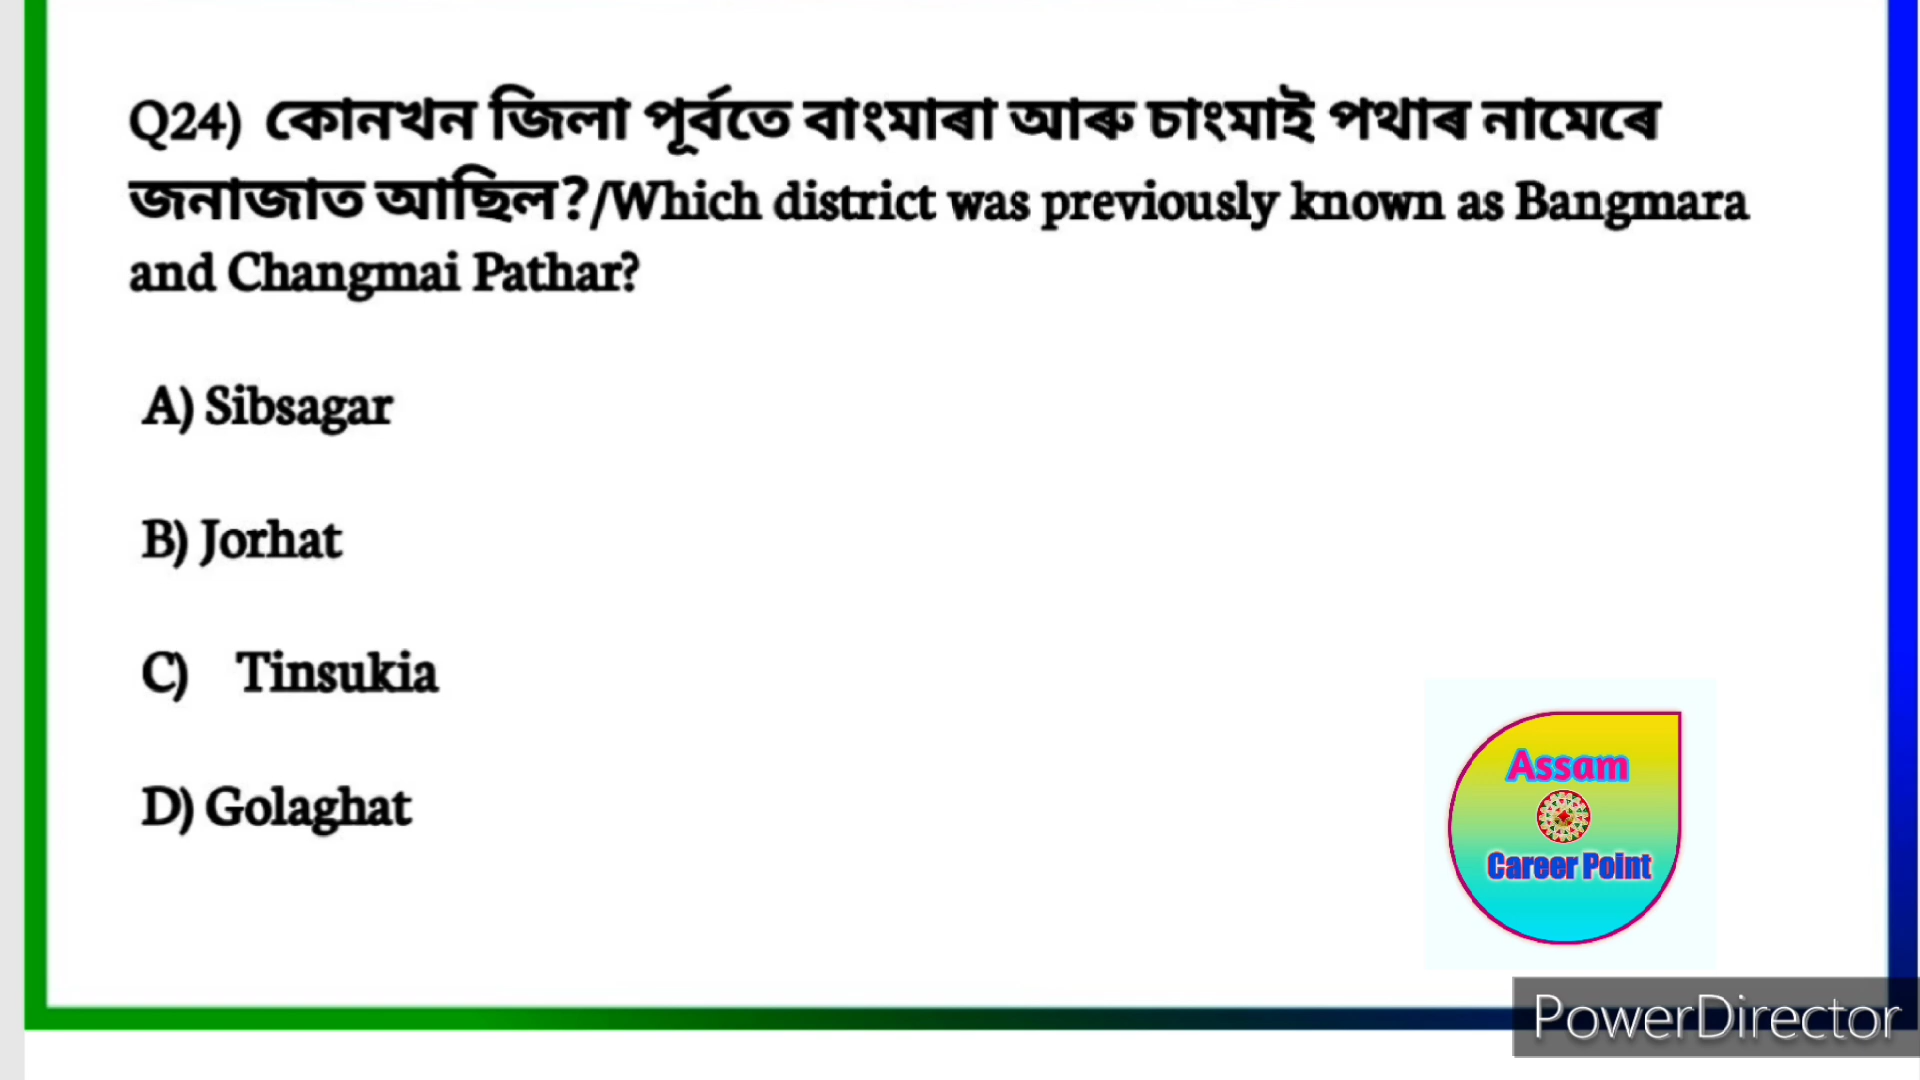 Q24) কোনখন জিলা পূৰ্বতে বাংমাৰা আৰু চাংমাই পথাৰ নামেৰে
জনাজাত আছিল?/Which district was previously known as Bangmara
and Changmai Pathar?
A) Sibsagar
B) Jorhat
C) Tinsukia
D) Golaghat
Assam
Career Point
PowerDirector